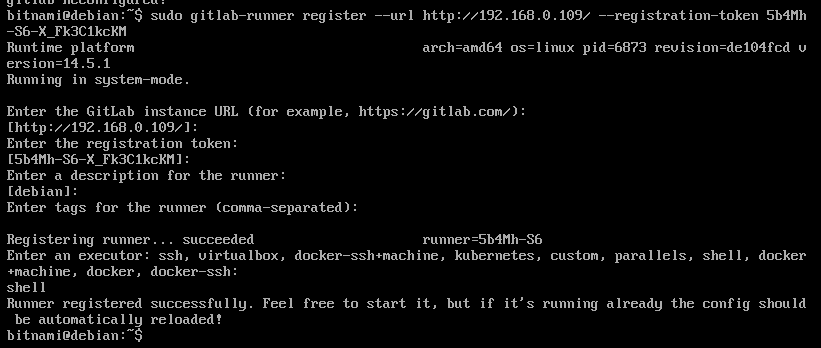 bitnami@debian:~$ sudo gitlab-runner register --url http://192.168.0.109/ --registration-token 5b4Mh
-S6-X_Fk3C1kcKM
Runtime platform                                    arch=amd64 os=linux pid=6873 revision=de104fcd v
ersion=14.5.1
Running in system-mode.

Enter the GitLab instance URL (for example, https://gitlab.com/):
[http://192.168.0.109/]:
Enter the registration token:
[5b4Mh-S6-X_Fk3C1kcKM]:
Enter a description for the runner:
[debian]:
Enter tags for the runner (comma-separated):

Registering runner... succeeded                     runner=5b4Mh-S6
Enter an executor: ssh, virtualbox, docker-ssh+machine, kubernetes, custom, parallels, shell, docker
+machine, docker, docker-ssh:
shell
Runner registered successfully. Feel free to start it, but if it's running already the config should
 be automatically reloaded!
bitnami@debian:~$